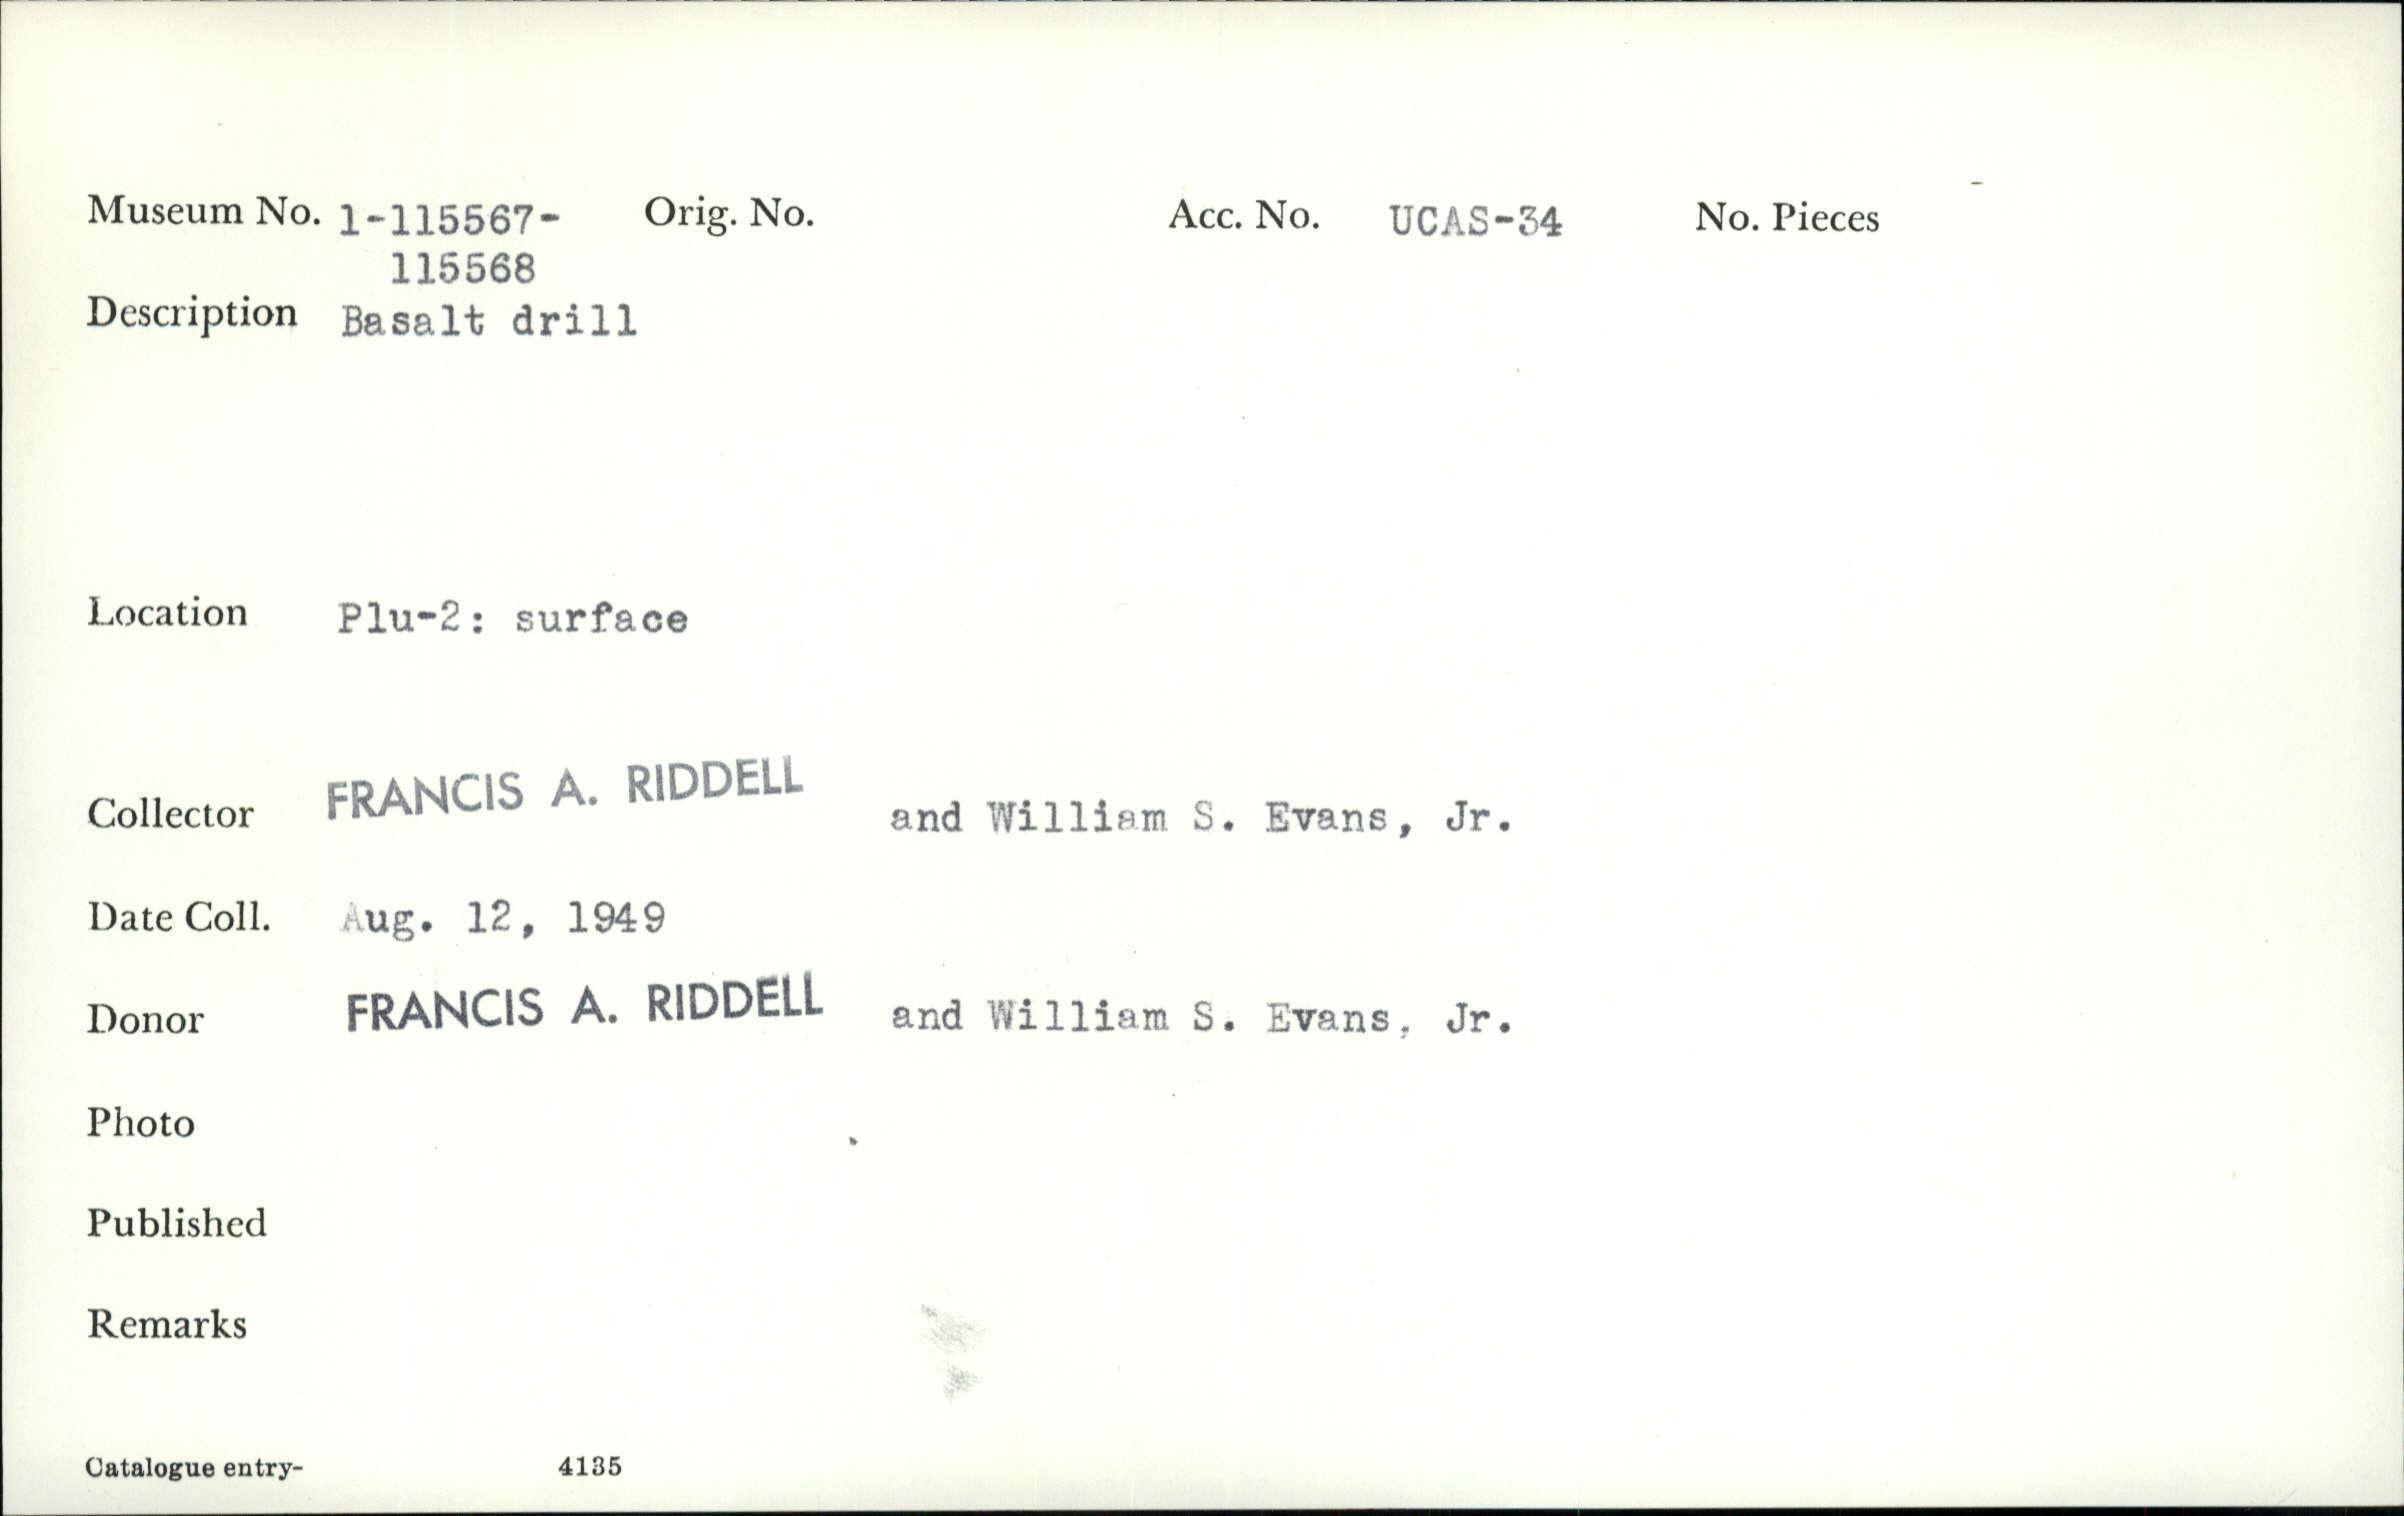 Museum No. 1-115567- Orig. No. Acc. No. UCAS-34 No. Pieces
115568
Description Basalt drill
Location Plu-2: surface
Collector FRANCIS A. RIDDELL and William S. Evans, Jr.
Date Coll. Aug. 12, 1949
Donor FRANCIS A. RIDDELL and William S. Evans, Jr.
Photo
Published
Remarks
Catalogue entry- 4135